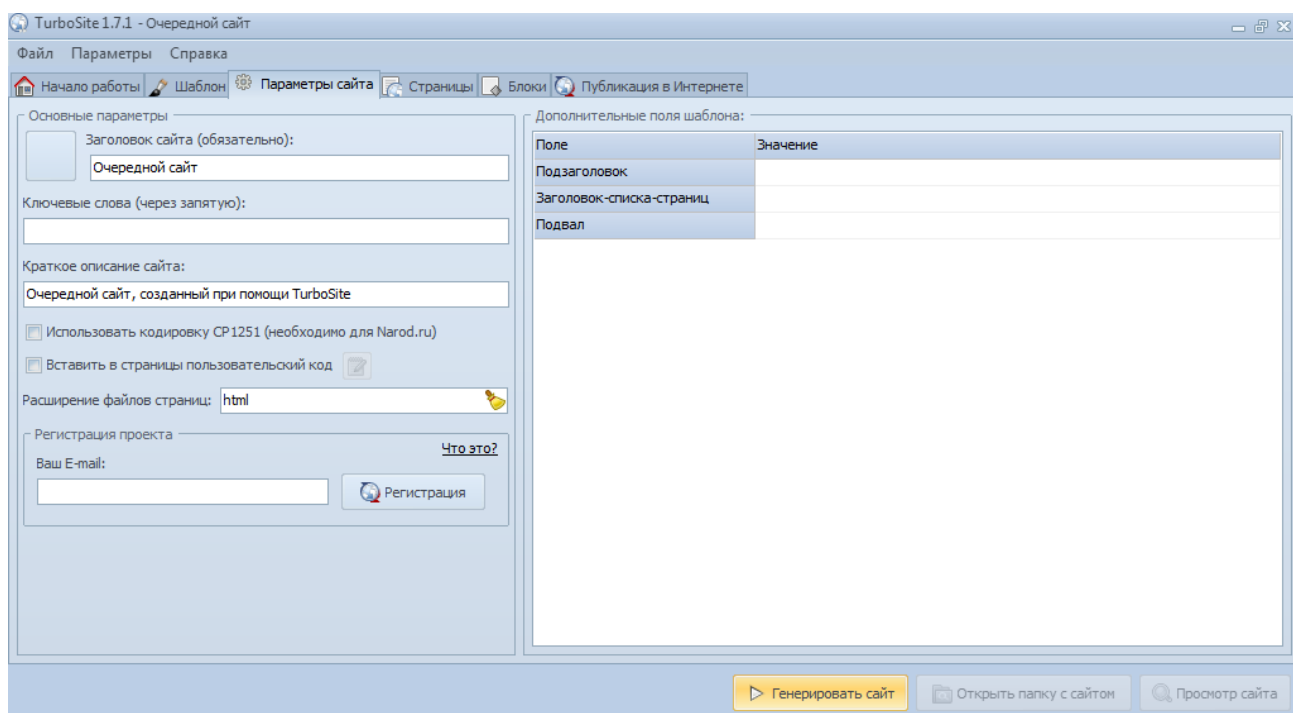 TurboSite 1.7.1 - Очередной сайт
Файл Параметры Справка
Начало работы Шаблон Параметры сайта Страницы Блоки Публикация в Интернете
Основные параметры
Заголовок сайта (обязательно):
Очередной сайт
Ключевые слова (через запятую):
Краткое описание сайта:
Очередной сайт, созданный при помощи TurboSite
Использовать кодировку CP1251 (необходимо для Narod.ru)
Вставить в страницы пользовательский код
Расширение файлов страниц: html
Регистрация проекта
Что это?
Ваш E-mail:
Регистрация
Дополнительные поля шаблона:
Поле Значение
Подзаголовок
Заголовок-списка-страниц
Подвал
Генерировать сайт Открыть папку с сайтом Просмотр сайта